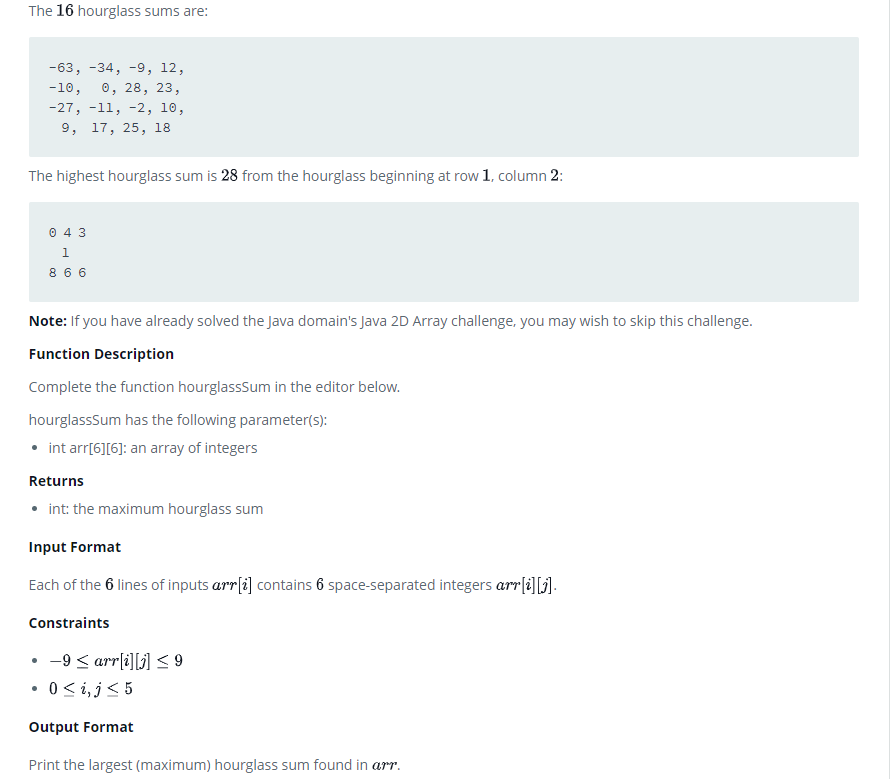 The 16 hourglass sums are:
-63, -34, -9, 12,
-10,   0, 28, 23,
-27, -11, -2, 10,
  9,  17, 25, 18
The highest hourglass sum is 28 from the hourglass beginning at row 1, column 2:
0 4 3
  1
8 6 6
Note: If you have already solved the Java domain's Java 2D Array challenge, you may wish to skip this challenge.
Function Description
Complete the function hourglassSum in the editor below.
hourglassSum has the following parameter(s):
• int arr[6][6]: an array of integers
Returns
• int: the maximum hourglass sum
Input Format
Each of the 6 lines of inputs arr[i] contains 6 space-separated integers arr[i][j].
Constraints
• −9 ≤ arr[i][j] ≤ 9
• 0 ≤ i, j ≤ 5
Output Format
Print the largest (maximum) hourglass sum found in arr.